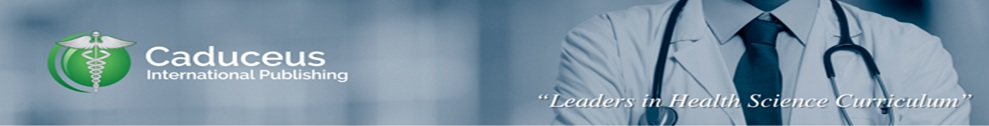 Caduceus
International Publishing
“Leaders in Health Science Curriculum”